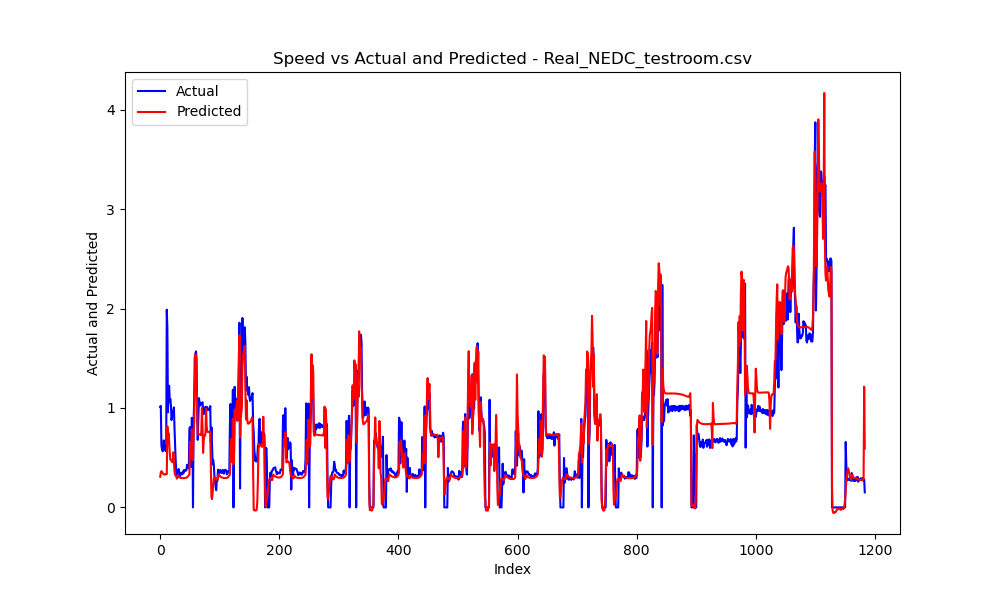 Speed vs Actual and Predicted - Real_NEDC_testroom.csv
Actual
Predicted
4
3
2
1
0
Actual and Predicted
0
200
400
600
800
1000
1200
Index